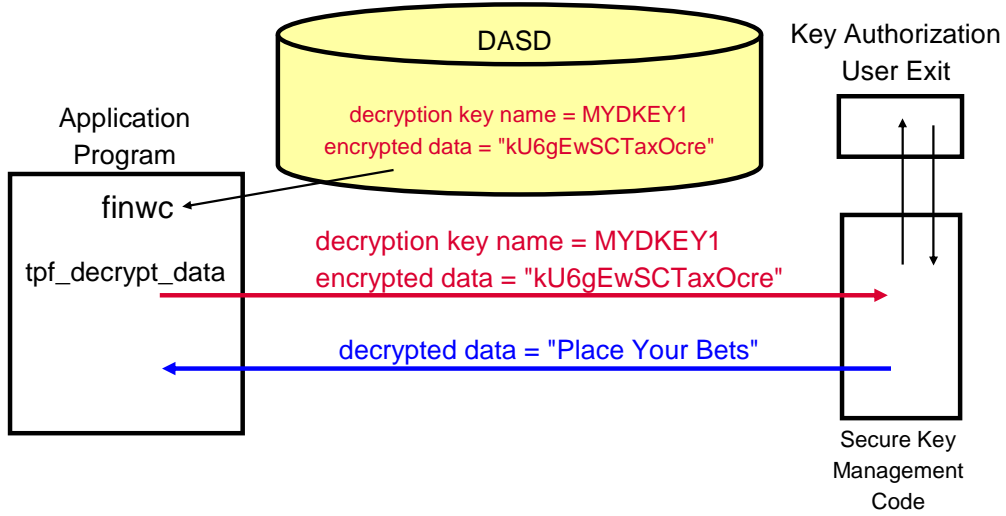 DASD
decryption key name = MYDKEY1
encrypted data = "kU6gEwSCTaxOcre"
Key Authorization
User Exit
Application
Program
finwc
tpf_decrypt_data
decryption key name = MYDKEY1
encrypted data = "kU6gEwSCTaxOcre"
decrypted data = "Place Your Bets"
Secure Key
Management
Code